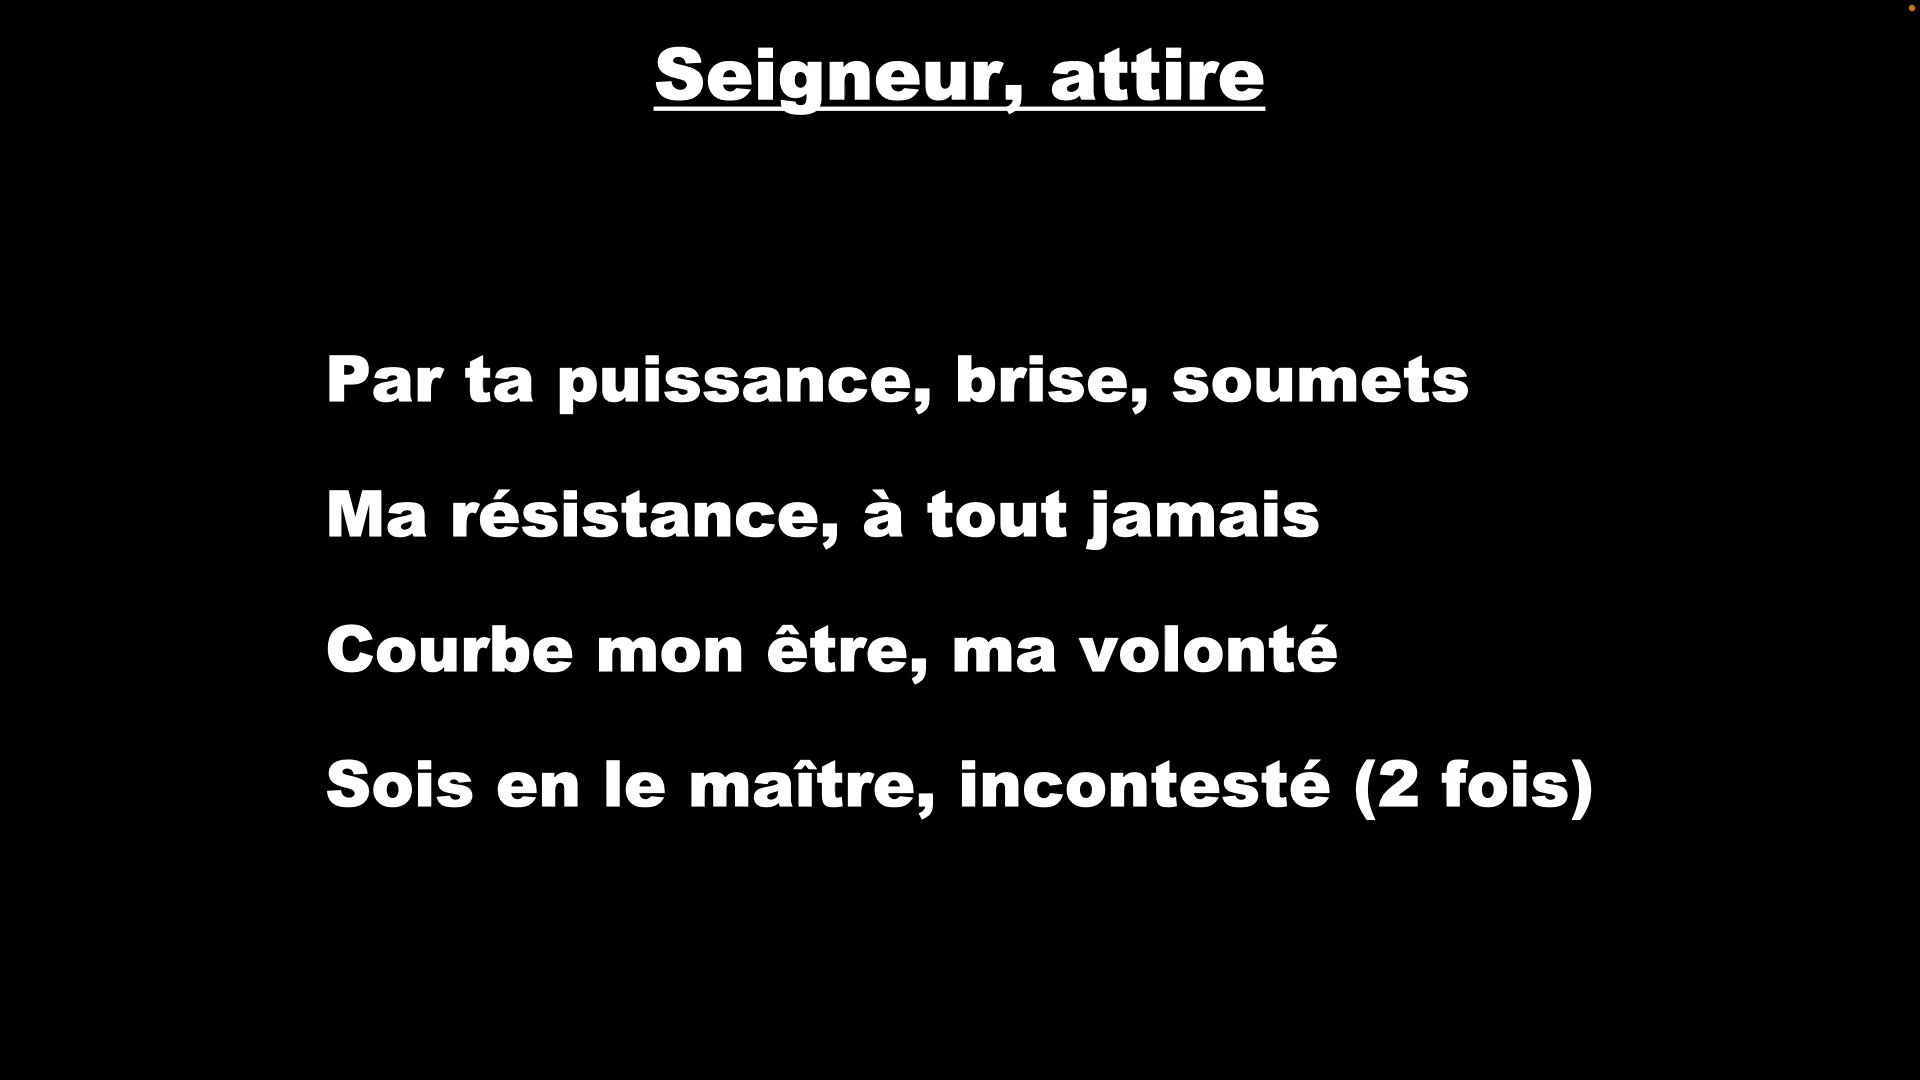 Seigneur, attire
Par ta puissance, brise, soumets
Ma résistance, à tout jamais
Courbe mon être, ma volonté
Sois en le maître, incontesté (2 fois)